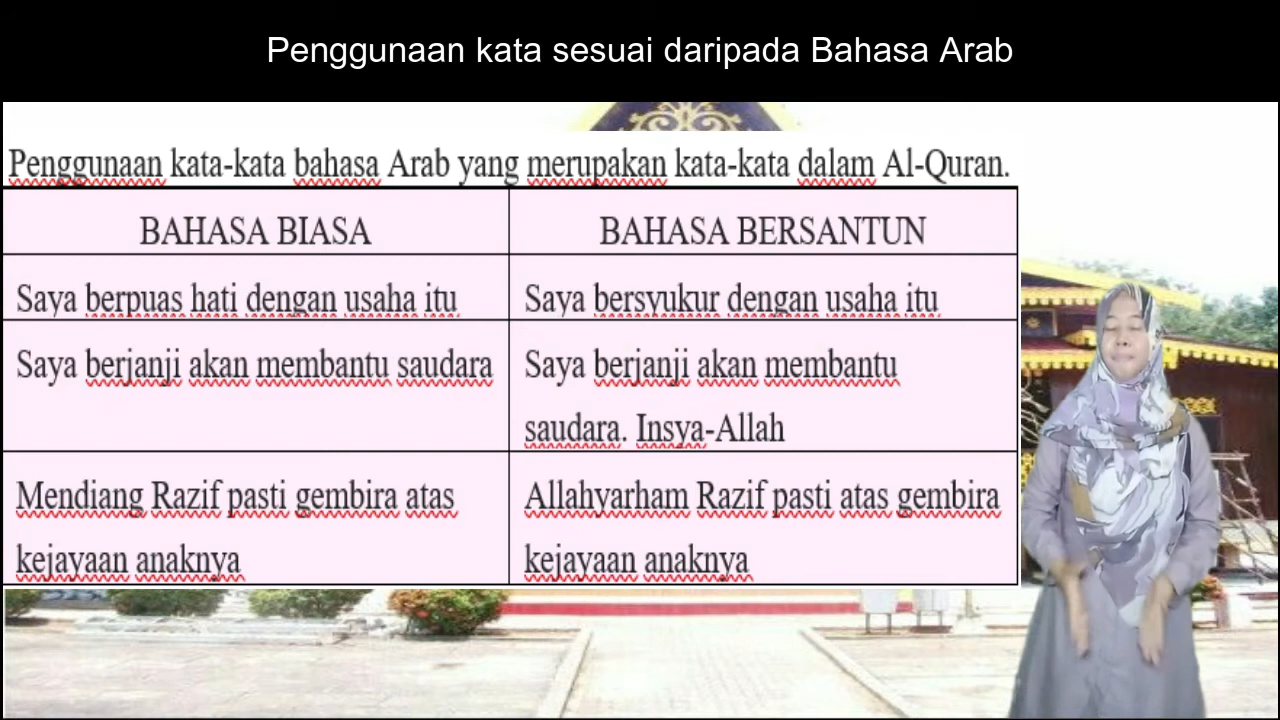 Penggunaan kata sesuai daripada Bahasa Arab
Penggunaan kata-kata bahasa Arab yang merupakan kata-kata dalam Al-Quran.
BAHASA BIASA
BAHASA BERSANTUN
Saya berpuas hati dengan usaha itu
Saya bersyukur dengan usaha itu
Saya berjanji akan membantu saudara
Saya berjanji akan membantu
saudara. Insya-Allah
Mendiang Razif pasti gembira atas
kejayaan anaknya
Allahyarham Razif pasti atas gembira
kejayaan anaknya